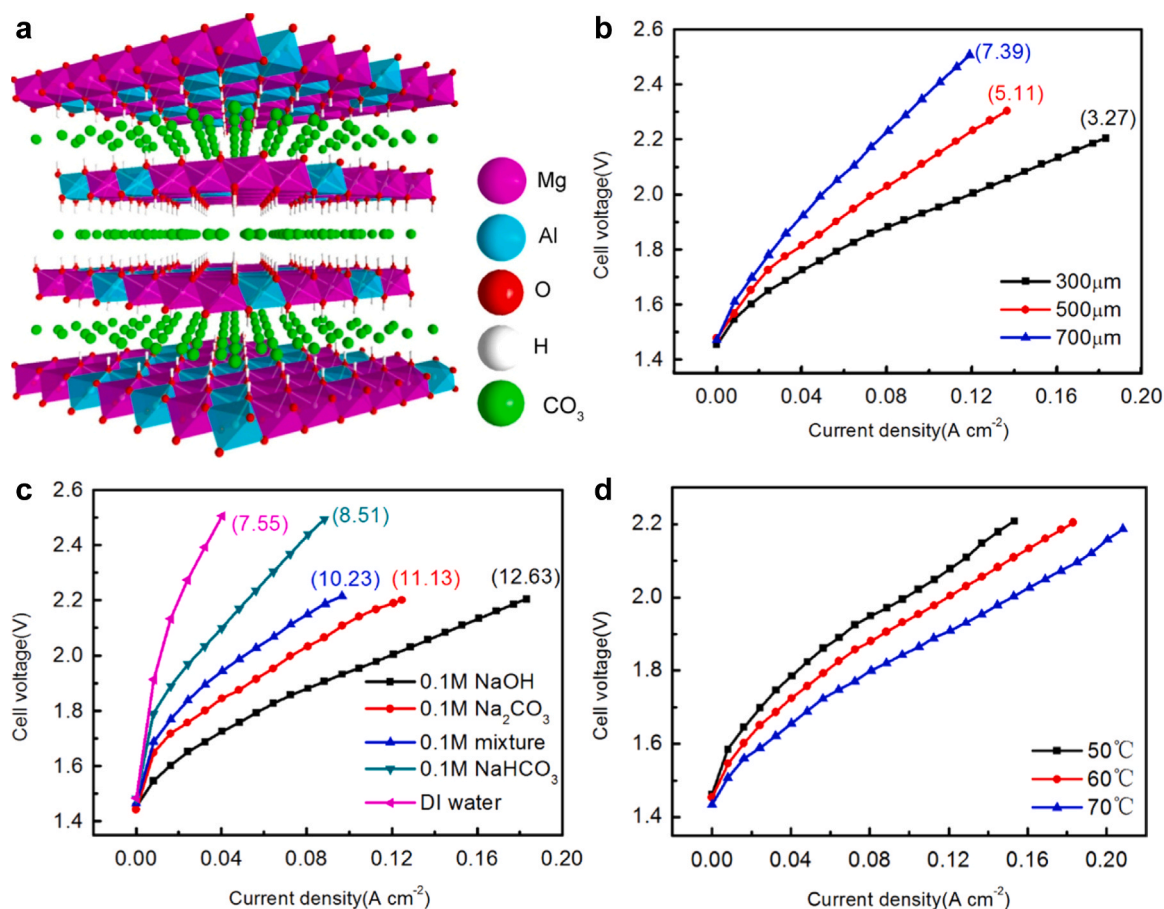 a
Mg
Al
O
H
CO₃
b
Cell voltage(V)
2.6
2.4
2.2
2.0
1.8
1.6
1.4
(7.39)
(5.11)
(3.27)
300μm
500μm
700μm
0.00 0.04 0.08 0.12 0.16 0.20
Current density(A cm⁻²)
c
Cell voltage(V)
2.6
2.4
2.2
2.0
1.8
1.6
1.4
(7.55)
(8.51)
(10.23)
(11.13)
(12.63)
0.1M NaOH
0.1M Na₂CO₃
0.1M mixture
0.1M NaHCO₃
DI water
0.00 0.04 0.08 0.12 0.16 0.20
Current density(A cm⁻²)
d
Cell voltage(V)
2.4
2.2
2.0
1.8
1.6
1.4
50℃
60℃
70℃
0.00 0.04 0.08 0.12 0.16 0.20
Current density(A cm⁻²)